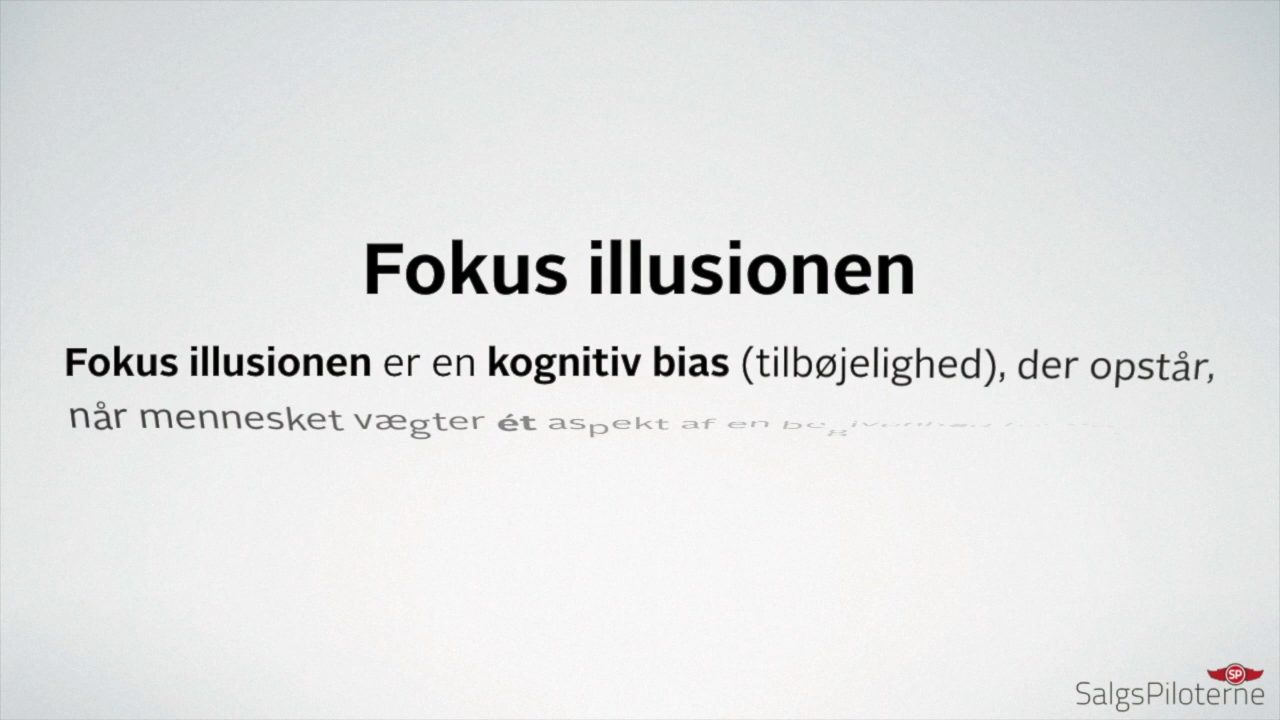 Fokus illusionen
Fokus illusionen er en kognitiv bias (tilbøjelighed), der opstår,
når mennesket vægter ét aspekt af en
SP
SalgsPiloterne